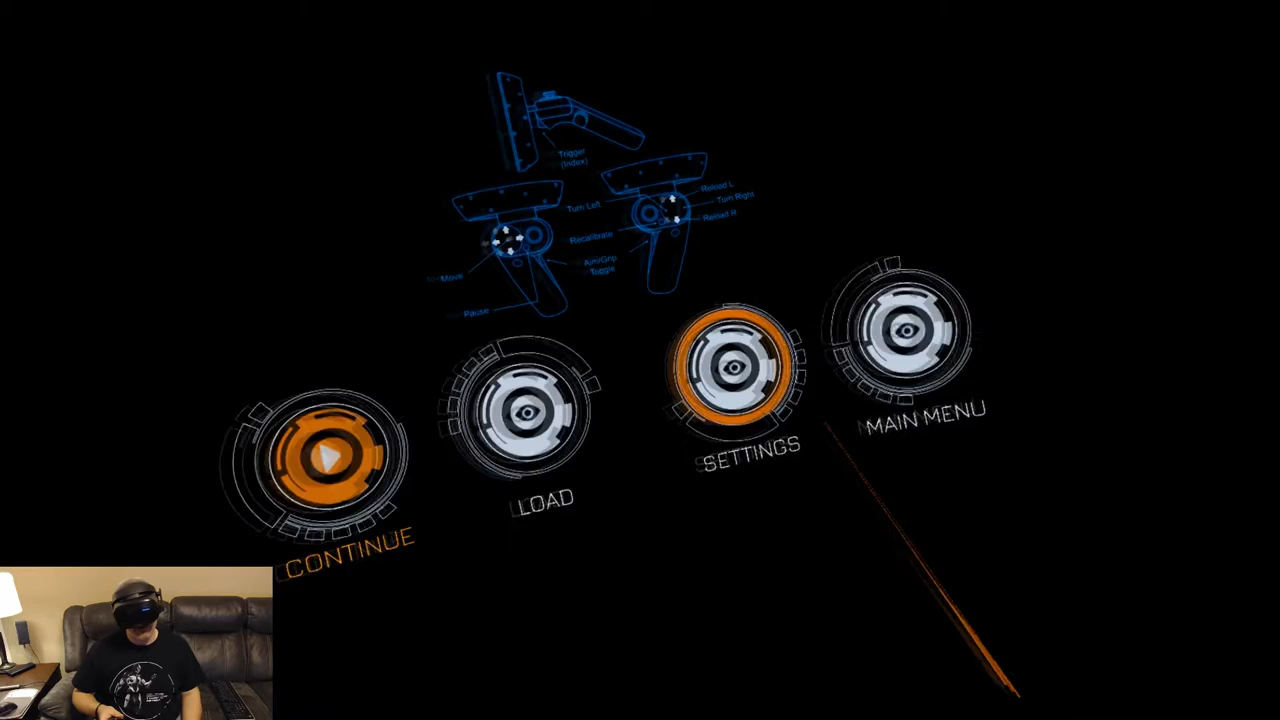 Trigger
(Index)
Reload L
Turn Left
Turn Right
Reload R
Recalibrate
Aim/Grip
Toggle
Move
Pause
MAIN MENU
SETTINGS
LOAD
CONTINUE